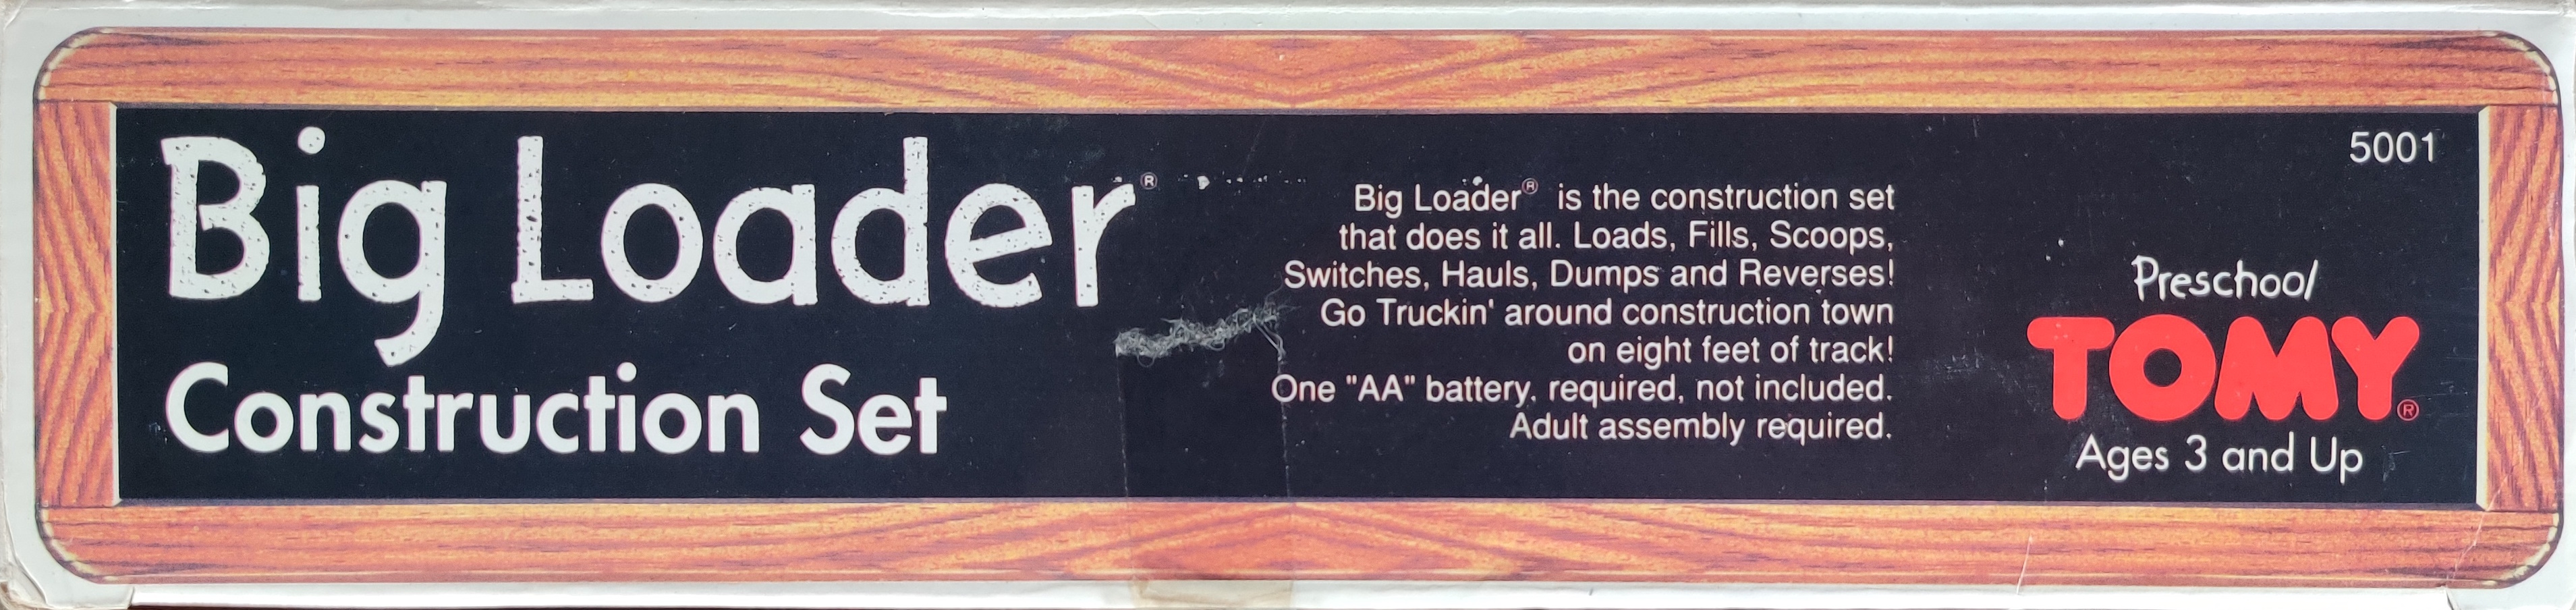 Big Loader®
Construction Set
Big Loader® is the construction set
that does it all. Loads, Fills, Scoops,
Switches, Hauls, Dumps and Reverses!
Go Truckin' around construction town
on eight feet of track!
One "AA" battery. required, not included.
Adult assembly required.
5001
Preschool
TOMY®
Ages 3 and Up